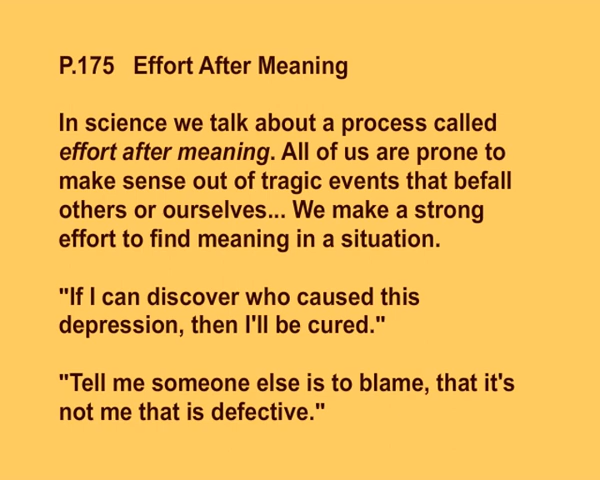 P.175 Effort After Meaning
In science we talk about a process called
effort after meaning. All of us are prone to
make sense out of tragic events that befall
others or ourselves... We make a strong
effort to find meaning in a situation.
"If I can discover who caused this
depression, then I'll be cured."
"Tell me someone else is to blame, that it's
not me that is defective."